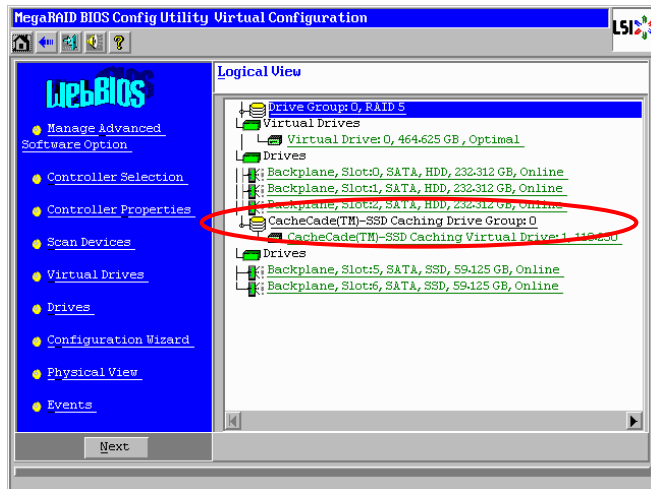 MegaRAID BIOS Config Utility Virtual Configuration
LSI
WebBIOS
Manage Advanced
Software Option
Controller Selection
Controller Properties
Scan Devices
Virtual Drives
Drives
Configuration Wizard
Physical View
Events
Next
Logical View
Drive Group: 0, RAID 5
Virtual Drives
Virtual Drive: 0, 464.625 GB , Optimal
Drives
Backplane, Slot:0, SATA, HDD, 232.312 GB, Online
Backplane, Slot:1, SATA, HDD, 232.312 GB, Online
Backplane, Slot:2, SATA, HDD, 232.312 GB, Online
CacheCade(TM)-SSD Caching Drive Group: 0
CacheCade(TM)-SSD Caching Virtual Drive: 1, 118.250
Drives
Backplane, Slot:5, SATA, SSD, 59.125 GB, Online
Backplane, Slot:6, SATA, SSD, 59.125 GB, Online